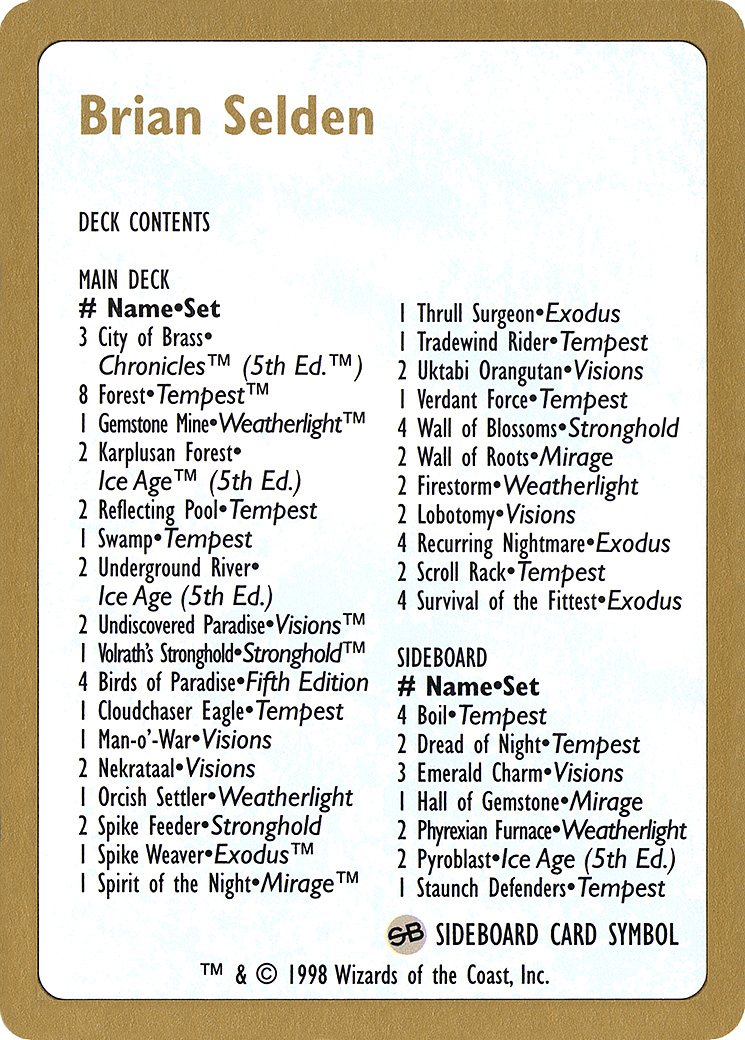 Brian Selden
DECK CONTENTS
MAIN DECK
# Name•Set
3 City of Brass•
Chronicles™ (5th Ed.™)
8 Forest•Tempest™
1 Gemstone Mine•Weatherlight™
2 Karplusan Forest•
Ice Age™ (5th Ed.)
2 Reflecting Pool•Tempest
1 Swamp•Tempest
2 Underground River•
Ice Age (5th Ed.)
2 Undiscovered Paradise•Visions™
1 Volrath's Stronghold•Stronghold™
4 Birds of Paradise•Fifth Edition
1 Cloudchaser Eagle•Tempest
1 Man-o'-War•Visions
2 Nekrataal•Visions
1 Orcish Settler•Weatherlight
2 Spike Feeder•Stronghold
1 Spike Weaver•Exodus™
1 Spirit of the Night•Mirage™
1 Thrull Surgeon•Exodus
1 Tradewind Rider•Tempest
2 Uktabi Orangutan•Visions
1 Verdant Force•Tempest
4 Wall of Blossoms•Stronghold
2 Wall of Roots•Mirage
2 Firestorm•Weatherlight
2 Lobotomy•Visions
4 Recurring Nightmare•Exodus
2 Scroll Rack•Tempest
4 Survival of the Fittest•Exodus
SIDEBOARD
# Name•Set
4 Boil•Tempest
2 Dread of Night•Tempest
3 Emerald Charm•Visions
1 Hall of Gemstone•Mirage
2 Phyrexian Furnace•Weatherlight
2 Pyroblast•Ice Age (5th Ed.)
1 Staunch Defenders•Tempest
SB SIDEBOARD CARD SYMBOL
™ & © 1998 Wizards of the Coast, Inc.